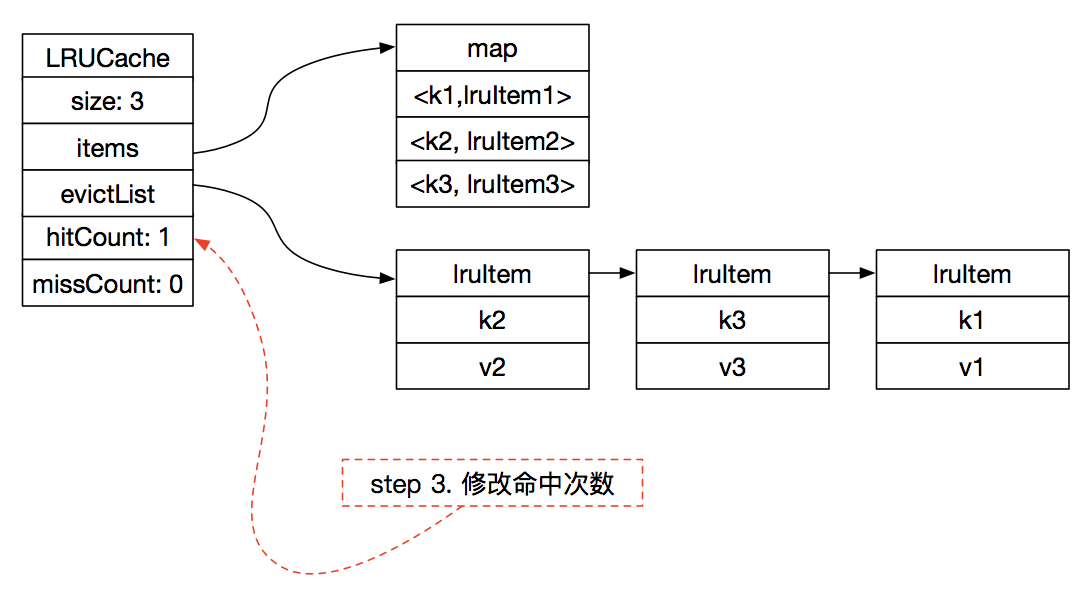 LRUCache
size: 3
items
evictList
hitCount: 1
missCount: 0
map
<k1,lruItem1>
<k2, lruItem2>
<k3, lruItem3>
lruItem
k2
v2
lruItem
k3
v3
lruItem
k1
v1
step 3. 修改命中次数